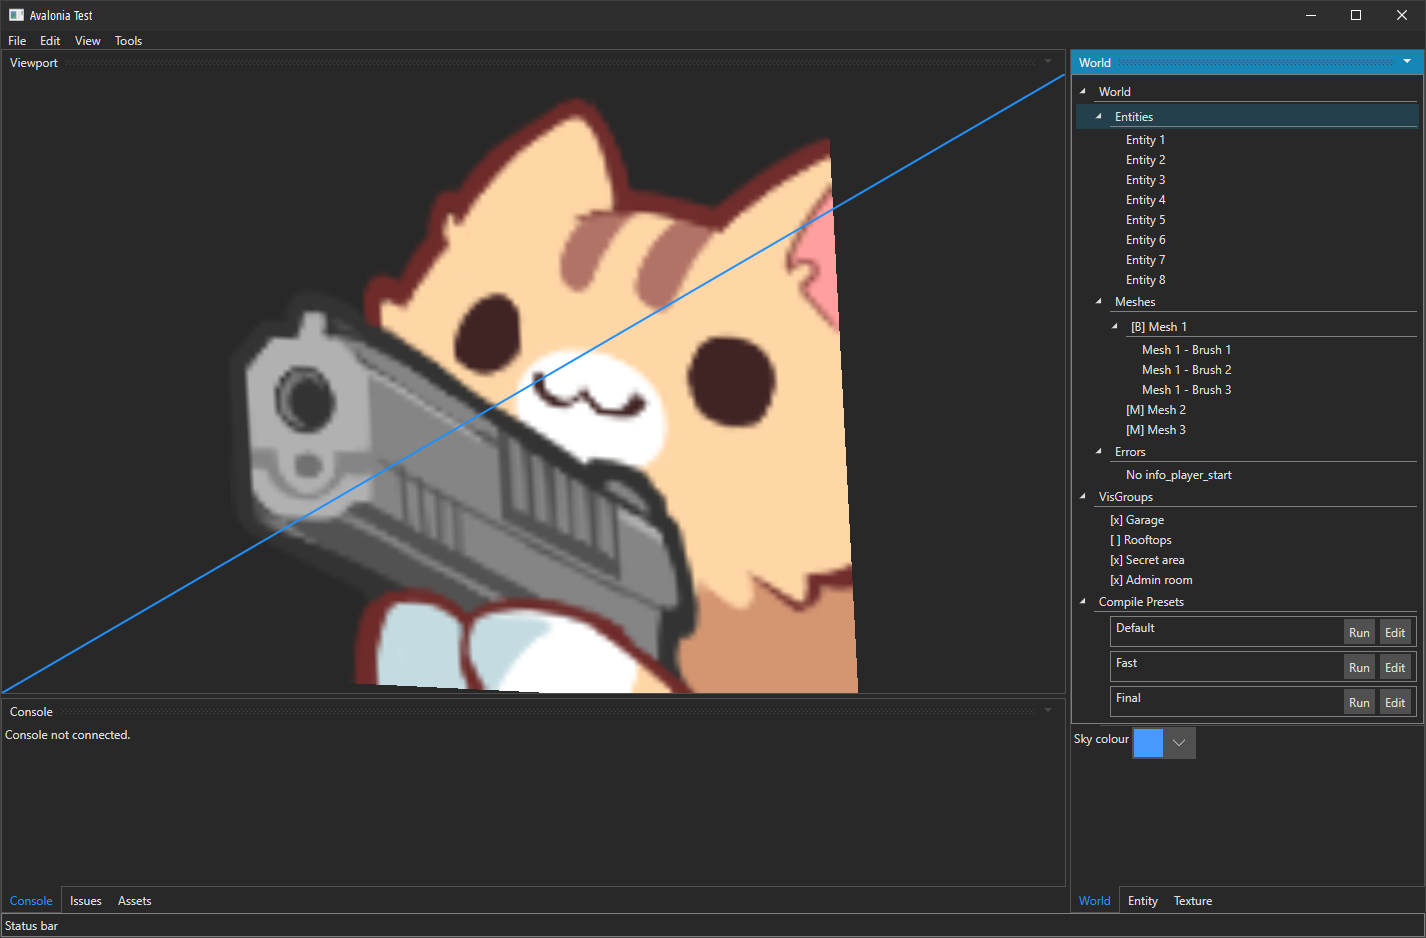 Avalonia Test
File Edit View Tools
Viewport
World
World
Entities
Entity 1
Entity 2
Entity 3
Entity 4
Entity 5
Entity 6
Entity 7
Entity 8
Meshes
[B] Mesh 1
Mesh 1 - Brush 1
Mesh 1 - Brush 2
Mesh 1 - Brush 3
[M] Mesh 2
[M] Mesh 3
Errors
No info_player_start
VisGroups
[x] Garage
[ ] Rooftops
[x] Secret area
[x] Admin room
Compile Presets
Default Run Edit
Fast Run Edit
Final Run Edit
Sky colour
World Entity Texture
Console
Console not connected.
Console Issues Assets
Status bar